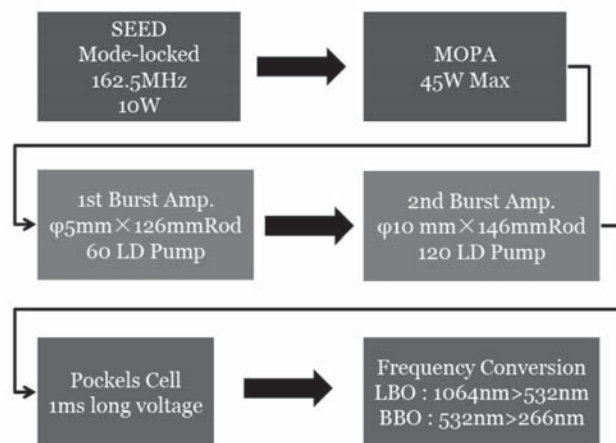 SEED
Mode-locked
162.5MHz
10W
MOPA
45W Max
1st Burst Amp.
φ5mm×126mmRod
60 LD Pump
2nd Burst Amp.
φ10 mm×146mmRod
120 LD Pump
Pockels Cell
1ms long voltage
Frequency Conversion
LBO : 1064nm>532nm
BBO : 532nm>266nm